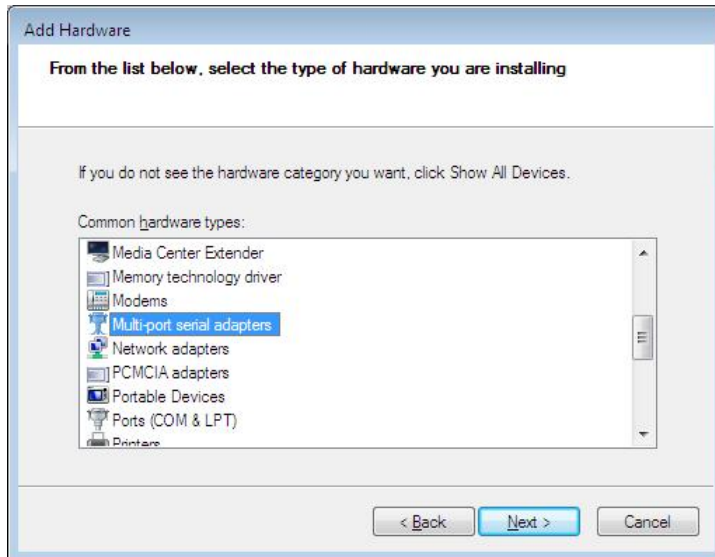 Add Hardware
From the list below, select the type of hardware you are installing
If you do not see the hardware category you want, click Show All Devices.
Common hardware types:
Media Center Extender
Memory technology driver
Modems
Multi-port serial adapters
Network adapters
PCMCIA adapters
Portable Devices
Ports (COM & LPT)
Printers
< Back
Next >
Cancel